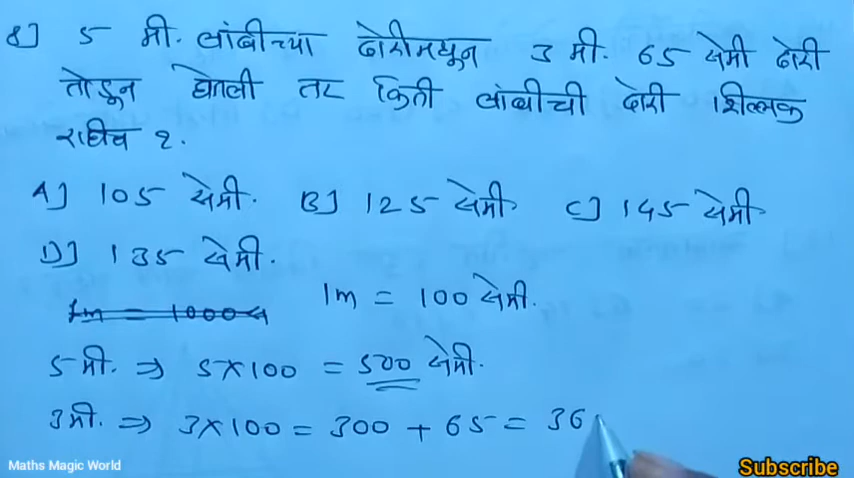 8] 5 मी. लांबीच्या दोरीमधून 3 मी. 65 सेमी दोरी
तोडून घेतली तर किती लांबीची दोरी शिल्लक
राहील ?.
A] 105 सेमी. B] 125 सेमी. C] 145 सेमी
D] 135 सेमी.
1m = 1000 स 1m = 100 सेमी.
5 मी. ⇒ 5×100 = 500 सेमी.
3 मी. ⇒ 3×100 = 300 + 65 = 36
Maths Magic World
Subscribe